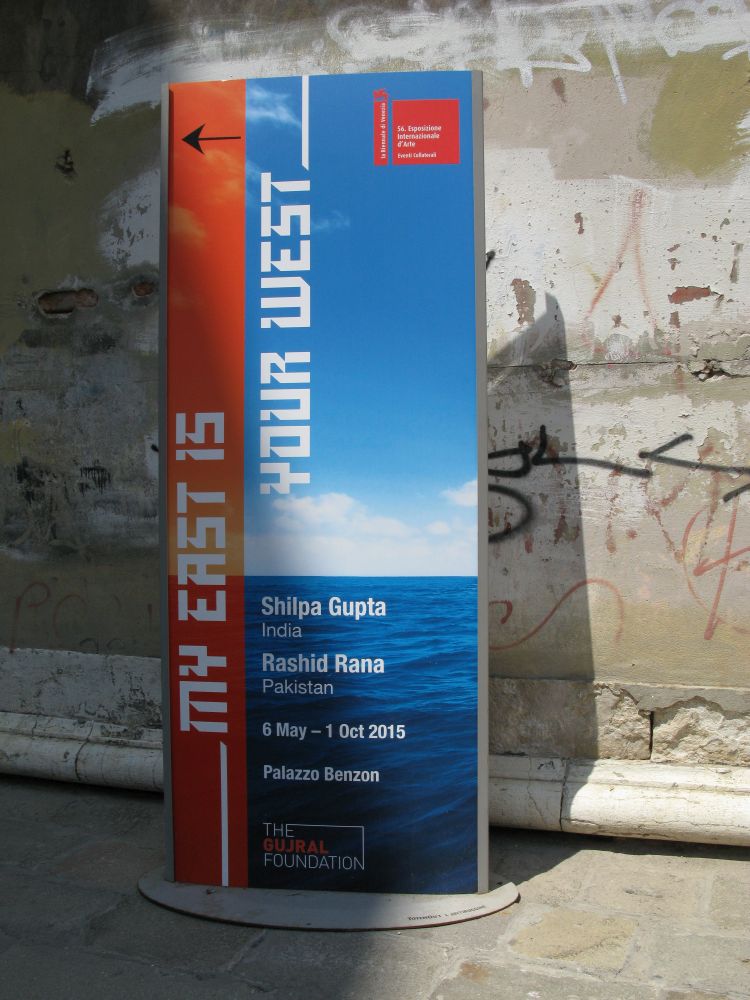 la Biennale di Venezia
56. Esposizione
Internazionale
d'Arte
Eventi Collaterali
MY EAST IS
YOUR WEST
Shilpa Gupta
India
Rashid Rana
Pakistan
6 May – 1 Oct 2015
Palazzo Benzon
THE
GUJRAL
FOUNDATION